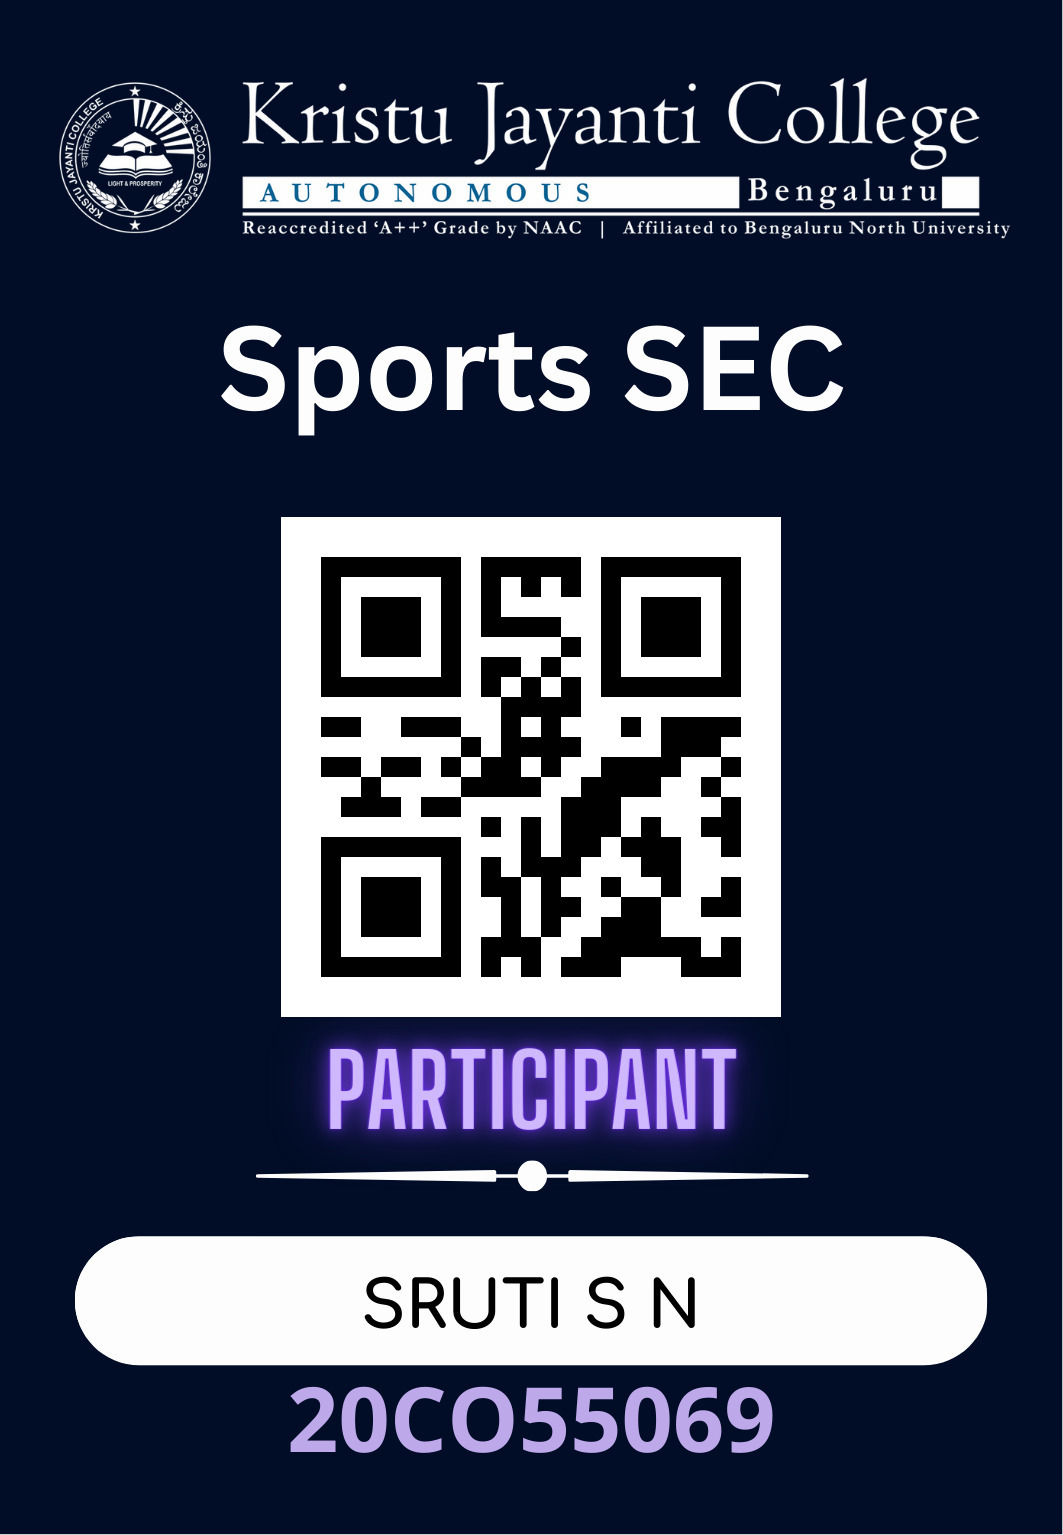 KRISTU JAYANTI COLLEGE
LIGHT & PROSPERITY
Kristu Jayanti College
AUTONOMOUS Bengaluru
Reaccredited ‘A++’ Grade by NAAC | Affiliated to Bengaluru North University
Sports SEC
PARTICIPANT
SRUTI S N
20CO55069